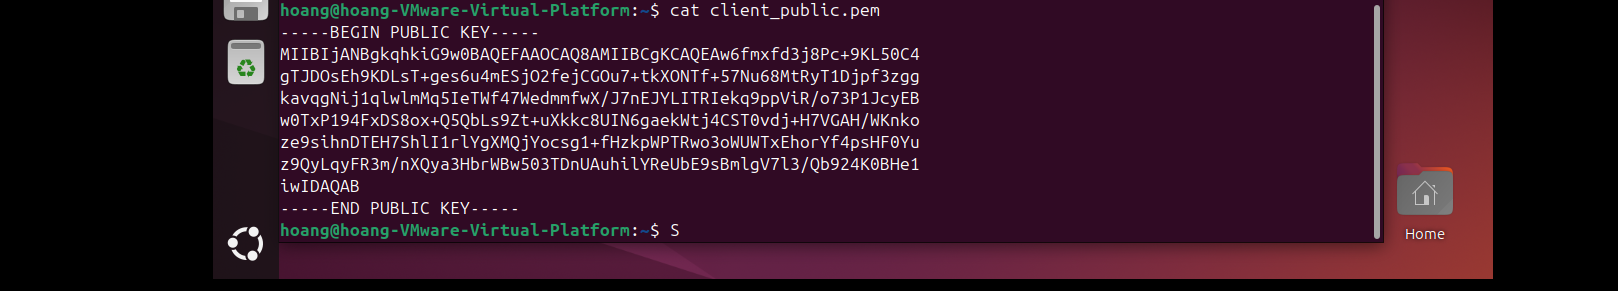 hoang@hoang-VMware-Virtual-Platform:~$ cat client_public.pem
-----BEGIN PUBLIC KEY-----
MIIBIjANBgkqhkiG9w0BAQEFAAOCAQ8AMIIBCgKCAQEAw6fmxfd3j8Pc+9KL50C4
gTJDOsEh9KDLsT+ges6u4mESjO2fejCGOu7+tkXONTf+57Nu68MtRyT1Djpf3zgg
kavqgNij1qlwlmMq5IeTWf47WedmmfwX/J7nEJYLITRIekq9ppViR/o73P1JcyEB
w0TxP194FxDS8ox+Q5QbLs9Zt+uXkkc8UIN6gaekWtj4CST0vdj+H7VGAH/WKnko
ze9sihnDTEH7ShlI1rlYgXMQjYocsg1+fHzkpWPTRwo3oWUWTxEhorYf4psHF0Yu
z9QyLqyFR3m/nXQya3HbrWBw503TDnUAuhilYReUbE9sBmlgV7l3/Qb924K0BHe1
iwIDAQAB
-----END PUBLIC KEY-----
hoang@hoang-VMware-Virtual-Platform:~$ S
Home